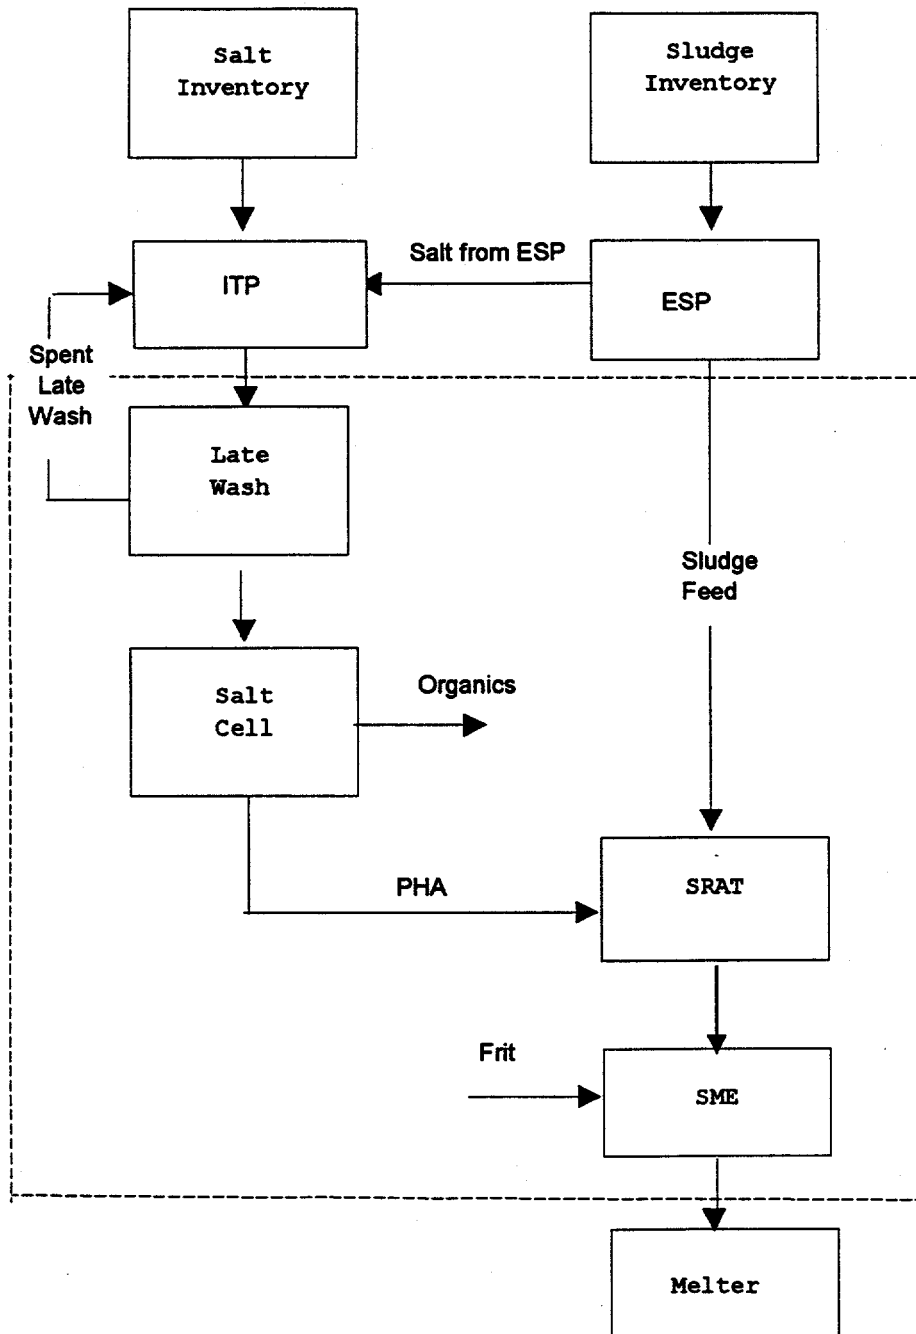 Salt
Inventory
Sludge
Inventory
ITP
Salt from ESP
ESP
Spent
Late
Wash
Late
Wash
Sludge
Feed
Salt
Cell
Organics
PHA
SRAT
Frit
SME
Melter